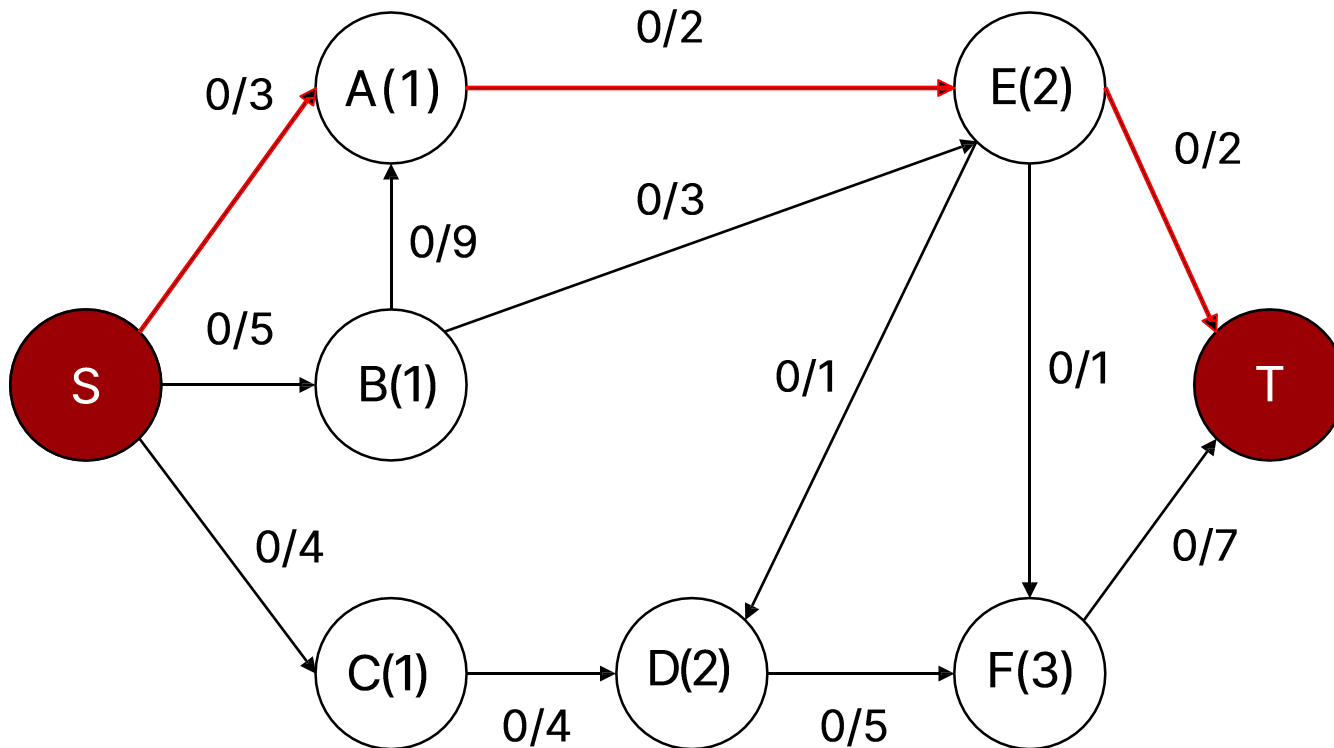 0/2
A(1)
E(2)
0/3
0/2
0/3
0/9
0/5
S
B(1)
0/1
0/1
T
0/4
0/7
C(1)
D(2)
F(3)
0/4
0/5